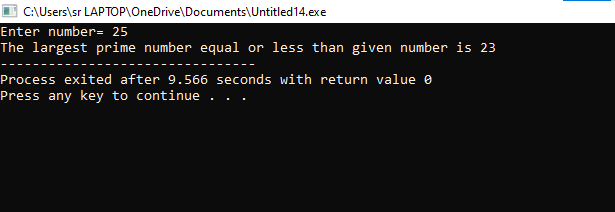 C:\Users\sr LAPTOP\OneDrive\Documents\Untitled14.exe
Enter number= 25
The largest prime number equal or less than given number is 23
--------------------------------
Process exited after 9.566 seconds with return value 0
Press any key to continue . . .